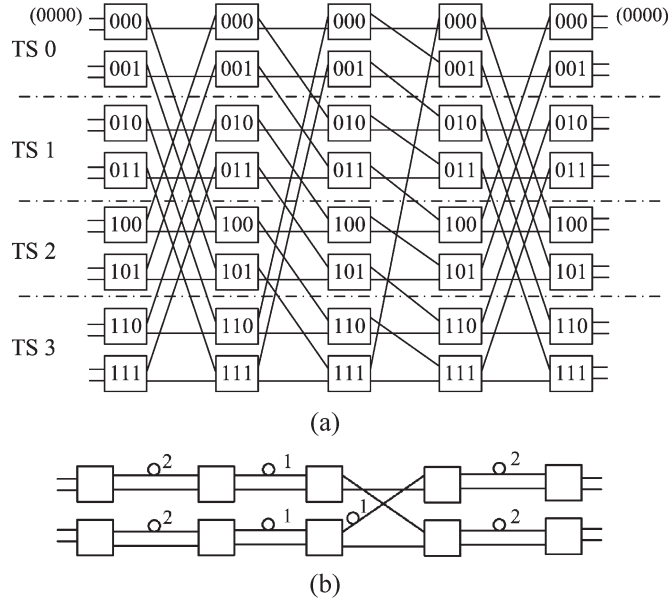 (0000) 000 000 000 000 000 (0000)
TS 0
001 001 001 001 001
010 010 010 010 010
TS 1
011 011 011 011 011
100 100 100 100 100
TS 2
101 101 101 101 101
110 110 110 110 110
TS 3
111 111 111 111 111
(a)
2 1 2
2 1 1 2
(b)